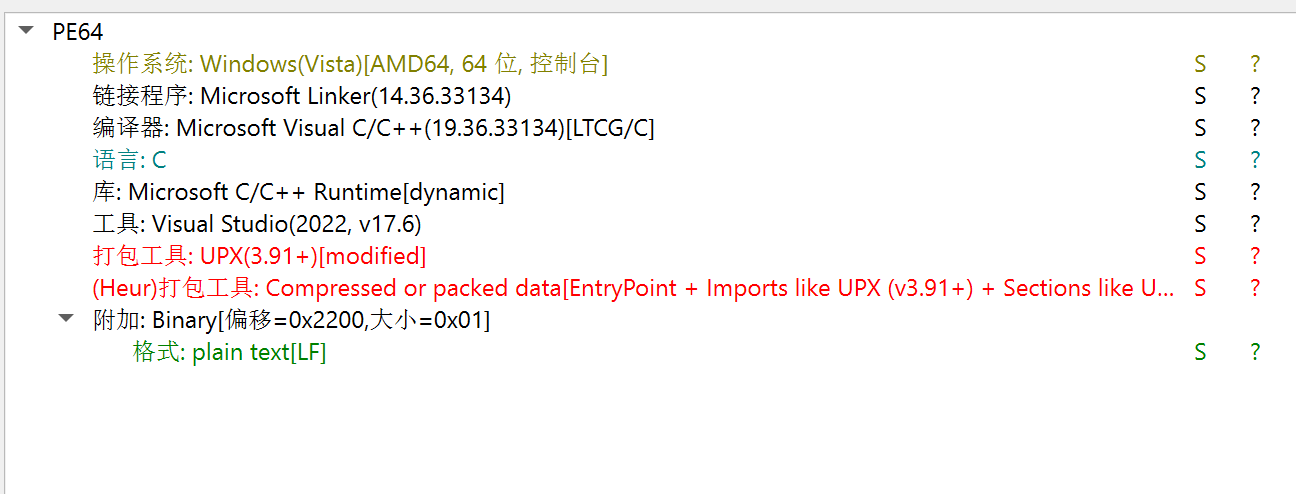 PE64
操作系统: Windows(Vista)[AMD64, 64 位, 控制台] S ?
链接程序: Microsoft Linker(14.36.33134) S ?
编译器: Microsoft Visual C/C++(19.36.33134)[LTCG/C] S ?
语言: C S ?
库: Microsoft C/C++ Runtime[dynamic] S ?
工具: Visual Studio(2022, v17.6) S ?
打包工具: UPX(3.91+)[modified] S ?
(Heur)打包工具: Compressed or packed data[EntryPoint + Imports like UPX (v3.91+) + Sections like U... S ?
附加: Binary[偏移=0x2200,大小=0x01]
格式: plain text[LF] S ?